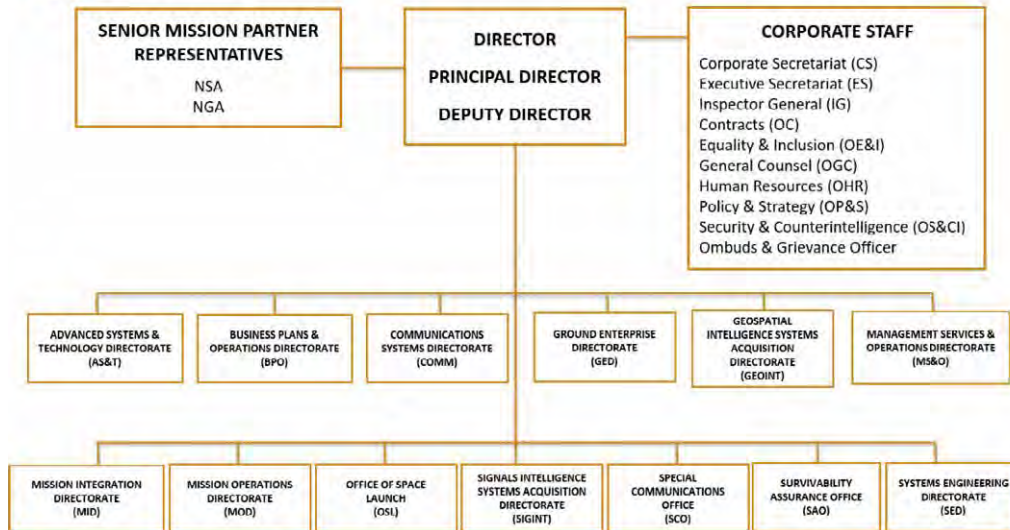 SENIOR MISSION PARTNER
REPRESENTATIVES
NSA
NGA
DIRECTOR
PRINCIPAL DIRECTOR
DEPUTY DIRECTOR
CORPORATE STAFF
Corporate Secretariat (CS)
Executive Secretariat (ES)
Inspector General (IG)
Contracts (OC)
Equality & Inclusion (OE&I)
General Counsel (OGC)
Human Resources (OHR)
Policy & Strategy (OP&S)
Security & Counterintelligence (OS&CI)
Ombuds & Grievance Officer
ADVANCED SYSTEMS &
TECHNOLOGY DIRECTORATE
(AS&T)
BUSINESS PLANS &
OPERATIONS DIRECTORATE
(BPO)
COMMUNICATIONS
SYSTEMS DIRECTORATE
(COMM)
GROUND ENTERPRISE
DIRECTORATE
(GED)
GEOSPATIAL
INTELLIGENCE SYSTEMS
ACQUISITION
DIRECTORATE
(GEOINT)
MANAGEMENT SERVICES &
OPERATIONS DIRECTORATE
(MS&O)
MISSION INTEGRATION
DIRECTORATE
(MID)
MISSION OPERATIONS
DIRECTORATE
(MOD)
OFFICE OF SPACE
LAUNCH
(OSL)
SIGNALS INTELLIGENCE
SYSTEMS ACQUISITION
DIRECTORATE
(SIGINT)
SPECIAL
COMMUNICATIONS
OFFICE
(SCO)
SURVIVABILITY
ASSURANCE OFFICE
(SAO)
SYSTEMS ENGINEERING
DIRECTORATE
(SED)